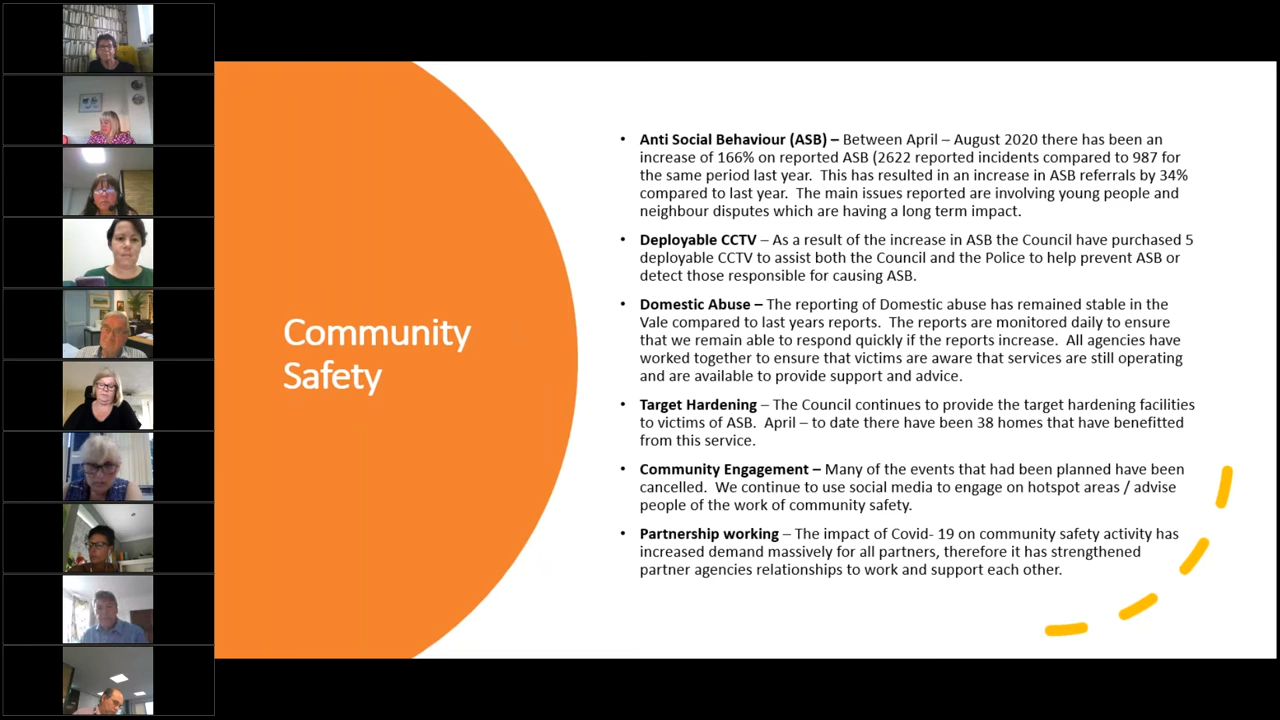 Community
Safety
• Anti Social Behaviour (ASB) – Between April – August 2020 there has been an
increase of 166% on reported ASB (2622 reported incidents compared to 987 for
the same period last year.  This has resulted in an increase in ASB referrals by 34%
compared to last year.  The main issues reported are involving young people and
neighbour disputes which are having a long term impact.
• Deployable CCTV – As a result of the increase in ASB the Council have purchased 5
deployable CCTV to assist both the Council and the Police to help prevent ASB or
detect those responsible for causing ASB.
• Domestic Abuse – The reporting of Domestic abuse has remained stable in the
Vale compared to last years reports.  The reports are monitored daily to ensure
that we remain able to respond quickly if the reports increase.  All agencies have
worked together to ensure that victims are aware that services are still operating
and are available to provide support and advice.
• Target Hardening – The Council continues to provide the target hardening facilities
to victims of ASB.  April – to date there have been 38 homes that have benefitted
from this service.
• Community Engagement – Many of the events that had been planned have been
cancelled.  We continue to use social media to engage on hotspot areas / advise
people of the work of community safety.
• Partnership working – The impact of Covid- 19 on community safety activity has
increased demand massively for all partners, therefore it has strengthened
partner agencies relationships to work and support each other.